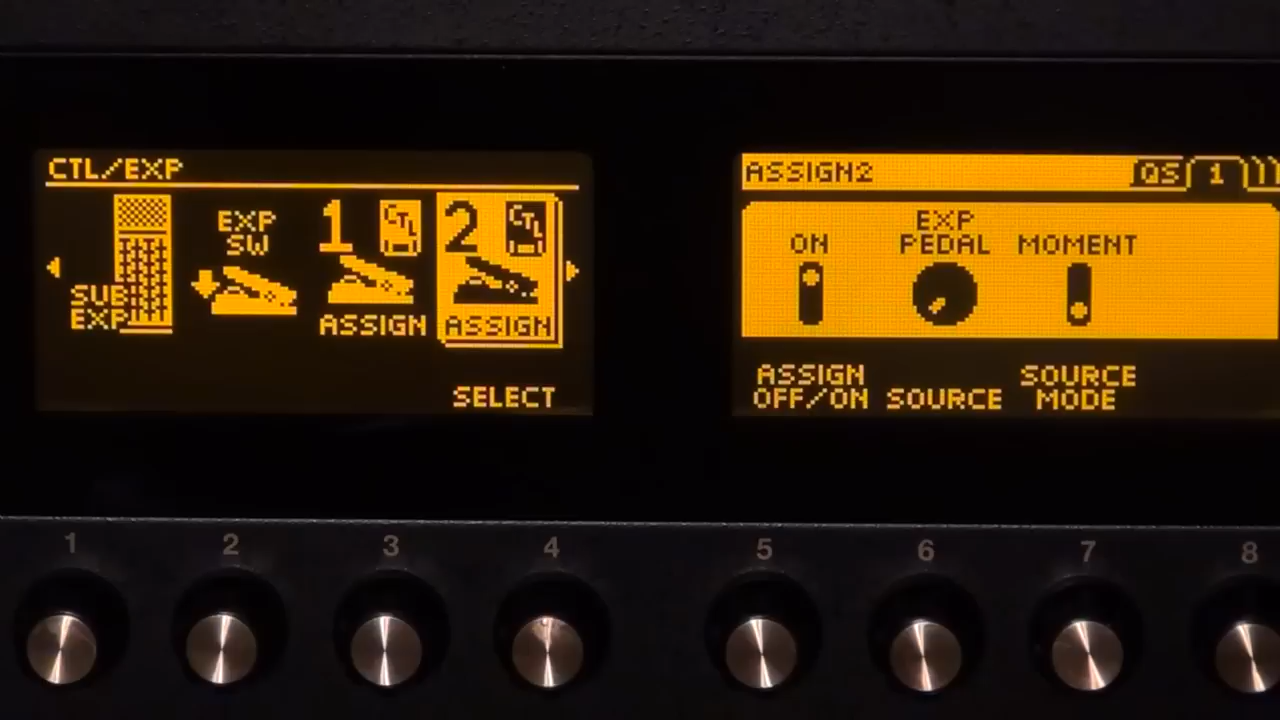 CTL/EXP
SUB
EXP
EXP
SW
1 CTL
ASSIGN
2 CTL
ASSIGN
SELECT
ASSIGN2 QS 1
ON
EXP
PEDAL
MOMENT
ASSIGN
OFF/ON
SOURCE
SOURCE
MODE
1 2 3 4 5 6 7 8